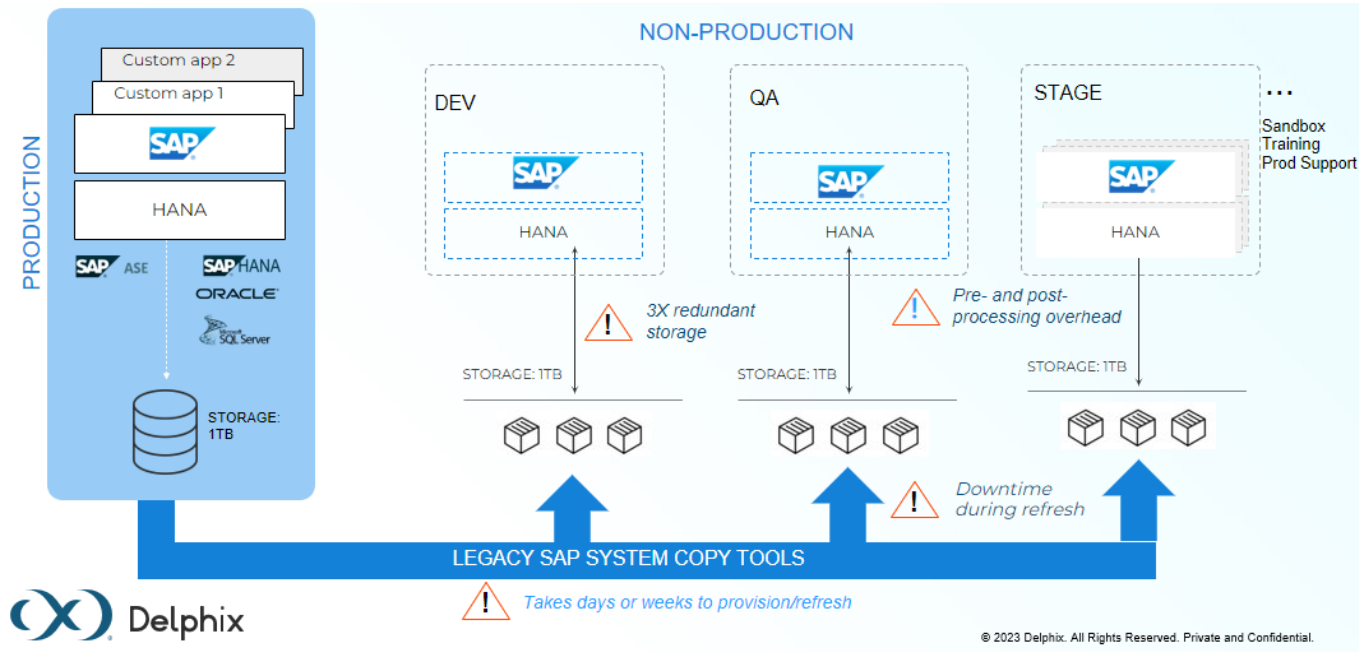 NON-PRODUCTION
PRODUCTION
Custom app 2
Custom app 1
SAP
HANA
SAP ASE
SAP HANA
ORACLE
Microsoft
SQL Server
STORAGE:
1TB
DEV
SAP
HANA
3X redundant
storage
STORAGE: 1TB
QA
SAP
HANA
Pre- and post-
processing overhead
STORAGE: 1TB
STAGE
SAP
HANA
STORAGE: 1TB
...
Sandbox
Training
Prod Support
Downtime
during refresh
LEGACY SAP SYSTEM COPY TOOLS
Takes days or weeks to provision/refresh
Delphix
© 2023 Delphix. All Rights Reserved. Private and Confidential.